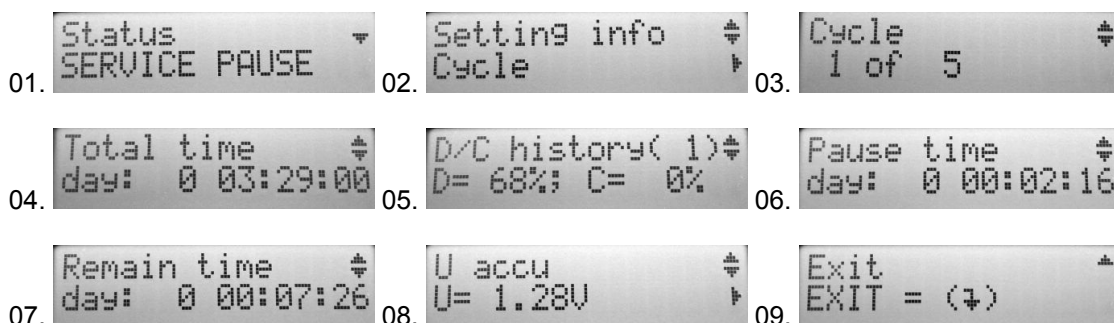 Status
SERVICE PAUSE
01.
Setting info
Cycle
02.
Cycle
1 of 5
03.
Total time
day: 0 03:29:00
04.
D/C history( 1)
D= 68%; C= 0%
05.
Pause time
day: 0 00:02:16
06.
Remain time
day: 0 00:07:26
07.
U accu
U= 1.28V
08.
Exit
EXIT = (↴)
09.